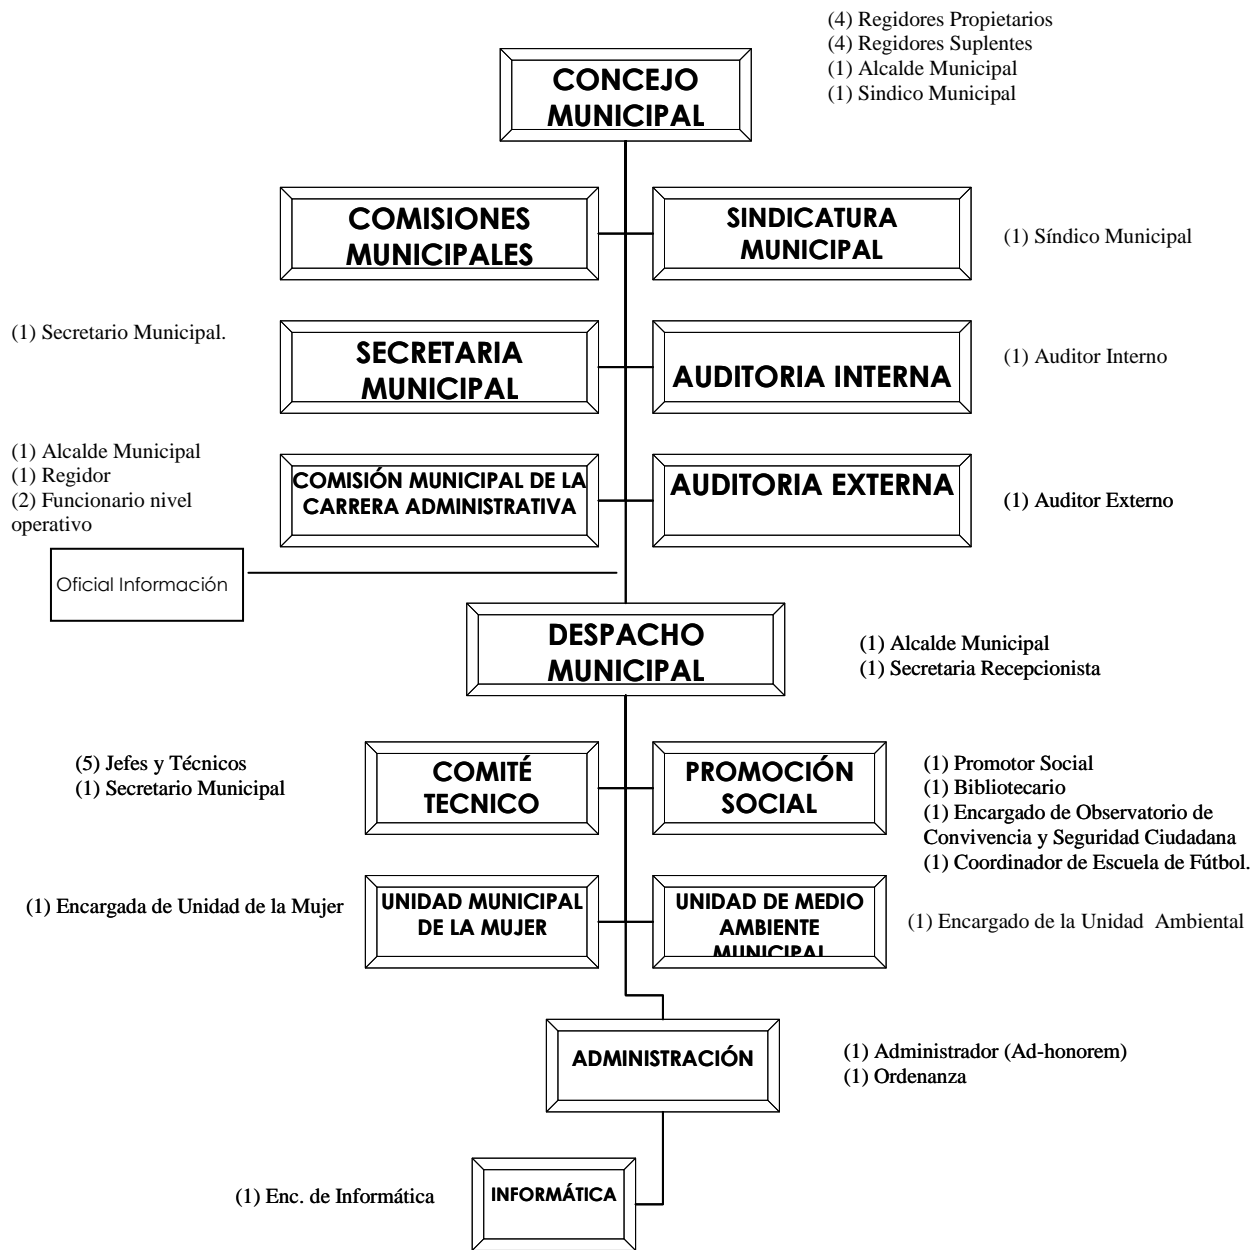 (4) Regidores Propietarios
(4) Regidores Suplentes
(1) Alcalde Municipal
(1) Sindico Municipal
CONCEJO
MUNICIPAL
COMISIONES
MUNICIPALES
SINDICATURA
MUNICIPAL
(1) Síndico Municipal
(1) Secretario Municipal.
SECRETARIA
MUNICIPAL
AUDITORIA INTERNA
(1) Auditor Interno
(1) Alcalde Municipal
(1) Regidor
(2) Funcionario nivel
operativo
COMISIÓN MUNICIPAL DE LA
CARRERA ADMINISTRATIVA
AUDITORIA EXTERNA
(1) Auditor Externo
Oficial Información
DESPACHO
MUNICIPAL
(1) Alcalde Municipal
(1) Secretaria Recepcionista
(5) Jefes y Técnicos
(1) Secretario Municipal
COMITÉ
TECNICO
PROMOCIÓN
SOCIAL
(1) Promotor Social
(1) Bibliotecario
(1) Encargado de Observatorio de
Convivencia y Seguridad Ciudadana
(1) Coordinador de Escuela de Fútbol.
(1) Encargada de Unidad de la Mujer
UNIDAD MUNICIPAL
DE LA MUJER
UNIDAD DE MEDIO
AMBIENTE
MUNICIPAL
(1) Encargado de la Unidad  Ambiental
ADMINISTRACIÓN
(1) Administrador (Ad-honorem)
(1) Ordenanza
(1) Enc. de Informática
INFORMÁTICA